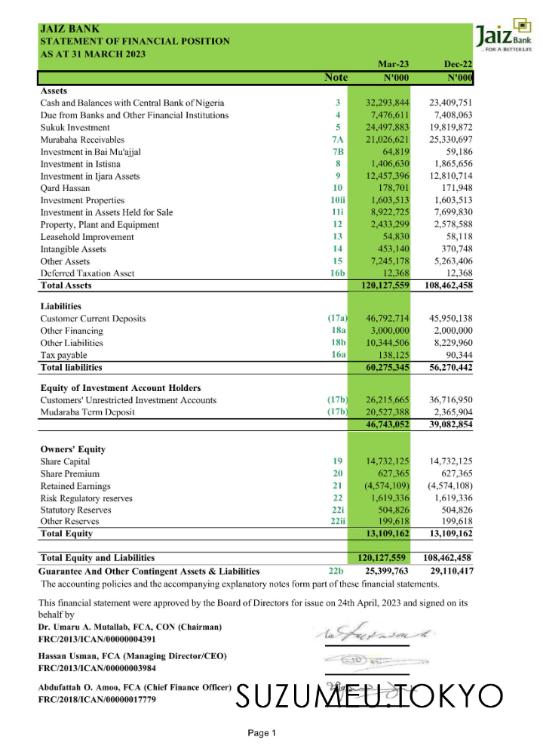 JAIZ BANK
STATEMENT OF FINANCIAL POSITION
AS AT 31 MARCH 2023
Jaiz Bank
FOR A BETTER LIFE
Mar-23 Dec-22
Note N'000 N'000
Assets
Cash and Balances with Central Bank of Nigeria 3 32,293,844 23,409,751
Due from Banks and Other Financial Institutions 4 7,476,611 7,408,063
Sukuk Investment 5 24,497,883 19,819,872
Murabaha Receivables 7A 21,026,621 25,330,697
Investment in Bai Mu'ajjal 7B 64,819 59,186
Investment in Istisna 8 1,406,630 1,865,656
Investment in Ijara Assets 9 12,457,396 12,810,714
Qard Hassan 10 178,701 171,948
Investment Properties 10ii 1,603,513 1,603,513
Investment in Assets Held for Sale 11i 8,922,725 7,699,830
Property, Plant and Equipment 12 2,433,299 2,578,588
Leasehold Improvement 13 54,830 58,118
Intangible Assets 14 453,140 370,748
Other Assets 15 7,245,178 5,263,406
Deferred Taxation Asset 16b 12,368 12,368
Total Assets 120,127,559 108,462,458
Liabilities
Customer Current Deposits (17a) 46,792,714 45,950,138
Other Financing 18a 3,000,000 2,000,000
Other Liabilities 18b 10,344,506 8,229,960
Tax payable 16a 138,125 90,344
Total liabilities 60,275,345 56,270,442
Equity of Investment Account Holders
Customers' Unrestricted Investment Accounts (17b) 26,215,665 36,716,950
Mudaraba Term Deposit (17b) 20,527,388 2,365,904
46,743,052 39,082,854
Owners' Equity
Share Capital 19 14,732,125 14,732,125
Share Premium 20 627,365 627,365
Retained Earnings 21 (4,574,109) (4,574,108)
Risk Regulatory reserves 22 1,619,336 1,619,336
Statutory Reserves 22i 504,826 504,826
Other Reserves 22ii 199,618 199,618
Total Equity 13,109,162 13,109,162
Total Equity and Liabilities 120,127,559 108,462,458
Guarantee And Other Contingent Assets & Liabilities 22b 25,399,763 29,110,417
The accounting policies and the accompanying explanatory notes form part of these financial statements.
This financial statement were approved by the Board of Directors for issue on 24th April, 2023 and signed on its
behalf by
Dr. Umaru A. Mutallab, FCA, CON (Chairman)
FRC/2013/ICAN/00000004391
Hassan Usman, FCA (Managing Director/CEO)
FRC/2013/ICAN/00000003984
Abdufattah O. Amoo, FCA (Chief Finance Officer)
FRC/2018/ICAN/00000017779
SUZUMEU.TOKYO
Page 1